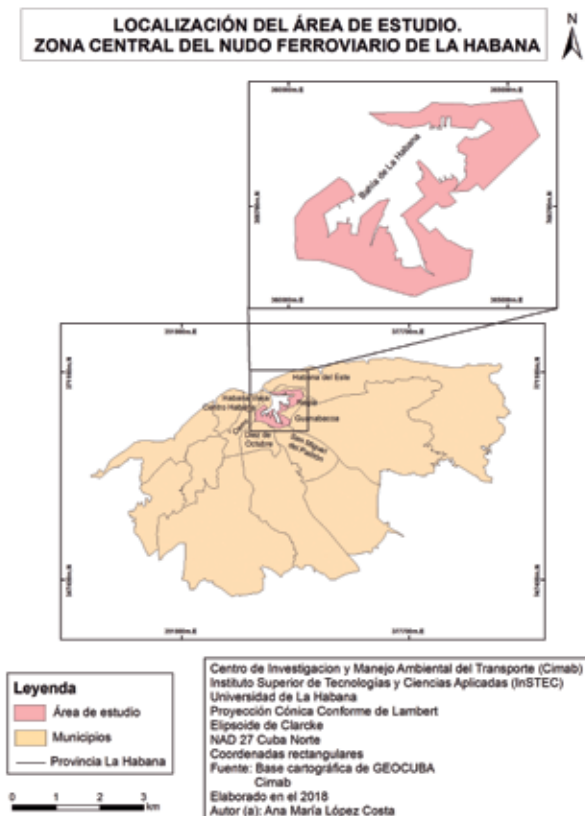 LOCALIZACIÓN DEL ÁREA DE ESTUDIO.
ZONA CENTRAL DEL NUDO FERROVIARIO DE LA HABANA
N
Bahía de La Habana
Habana del Este
Habana Vieja
Centro Habana
Regla
Guanabacoa
Cerro
Diez de
Octubre
San Miguel
del Padrón
Leyenda
Área de estudio
Municipios
Provincia La Habana
0 1 2 3
km
Centro de Investigacion y Manejo Ambiental del Transporte (Cimab)
Instituto Superior de Tecnologías y Ciencias Aplicadas (InSTEC)
Universidad de La Habana
Proyección Cónica Conforme de Lambert
Elipsoide de Clarcke
NAD 27 Cuba Norte
Coordenadas rectangulares
Fuente: Base cartográfica de GEOCUBA
Cimab
Elaborado en el 2018
Autor (a): Ana María López Costa